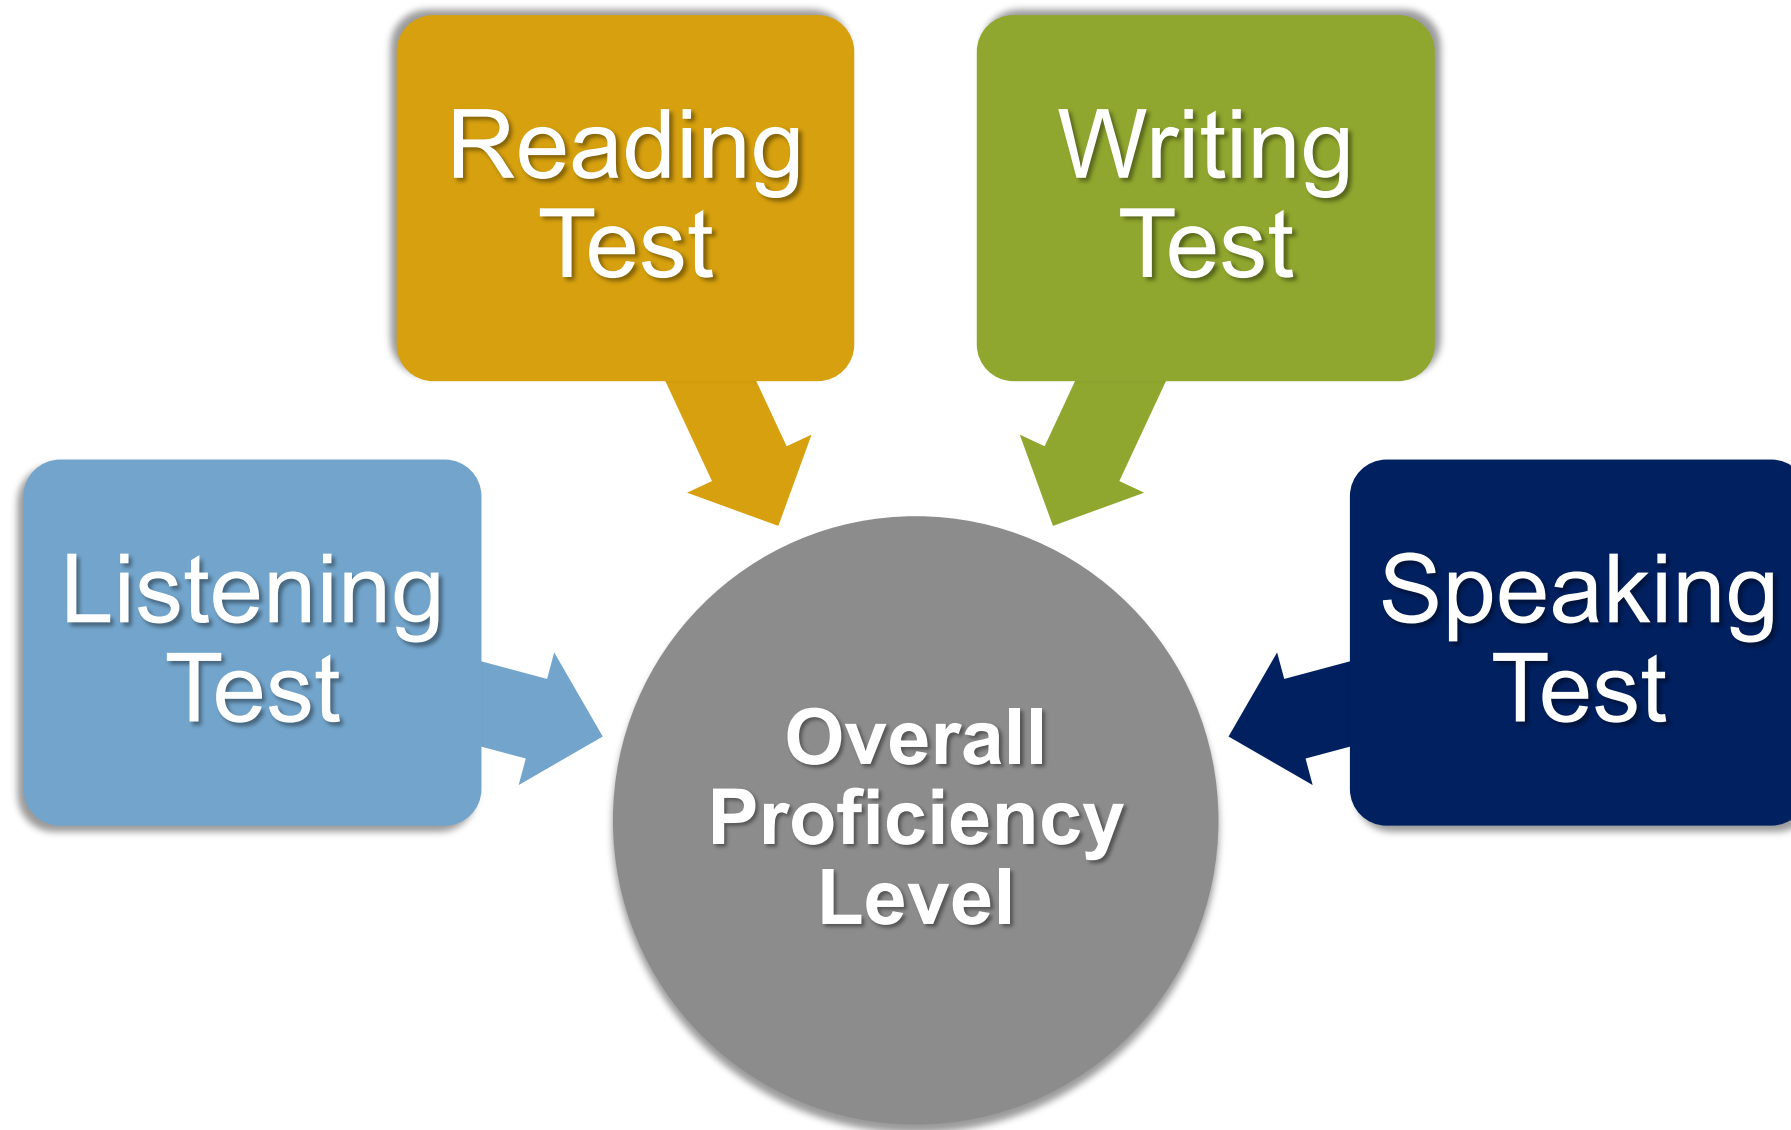 Reading
Test
Writing
Test
Listening
Test
Speaking
Test
Overall
Proficiency
Level